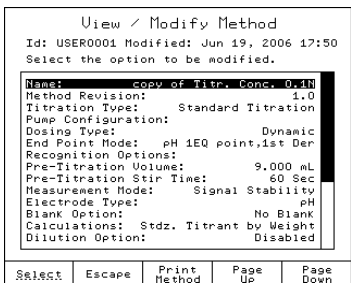 View / Modify Method
Id: USER0001 Modified: Jun 19, 2006 17:50
Select the option to be modified.
Name: copy of Titr. Conc. 0.1N
Method Revision: 1.0
Titration Type: Standard Titration
Pump Configuration:
Dosing Type: Dynamic
End Point Mode: pH 1EQ point,1st Der
Recognition Options:
Pre-Titration Volume: 9.000 mL
Pre-Titration Stir Time: 60 Sec
Measurement Mode: Signal Stability
Electrode Type: pH
Blank Option: No Blank
Calculations: Stdz. Titrant by Weight
Dilution Option: Disabled
Select Escape Print Method Page Up Page Down